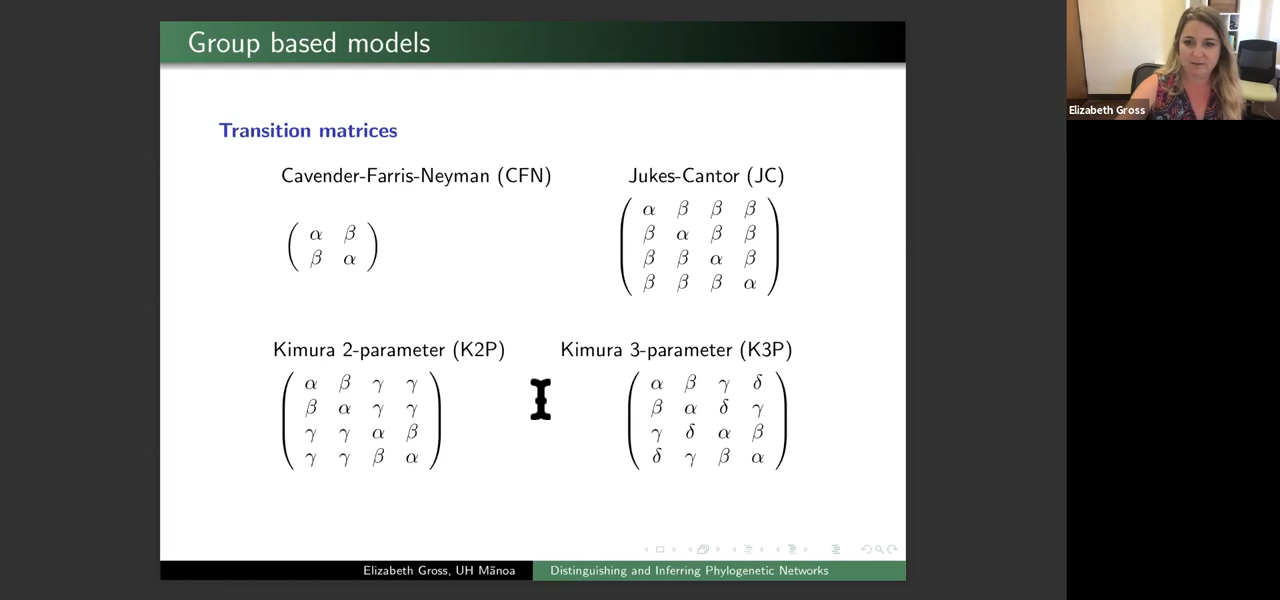 Group based models
Transition matrices
Cavender-Farris-Neyman (CFN)
Jukes-Cantor (JC)
α β
β α
α β β β
β α β β
β β α β
β β β α
Kimura 2-parameter (K2P)
Kimura 3-parameter (K3P)
α β γ γ
β α γ γ
γ γ α β
γ γ β α
α β γ δ
β α δ γ
γ δ α β
δ γ β α
Elizabeth Gross, UH Mānoa
Distinguishing and Inferring Phylogenetic Networks
Elizabeth Gross